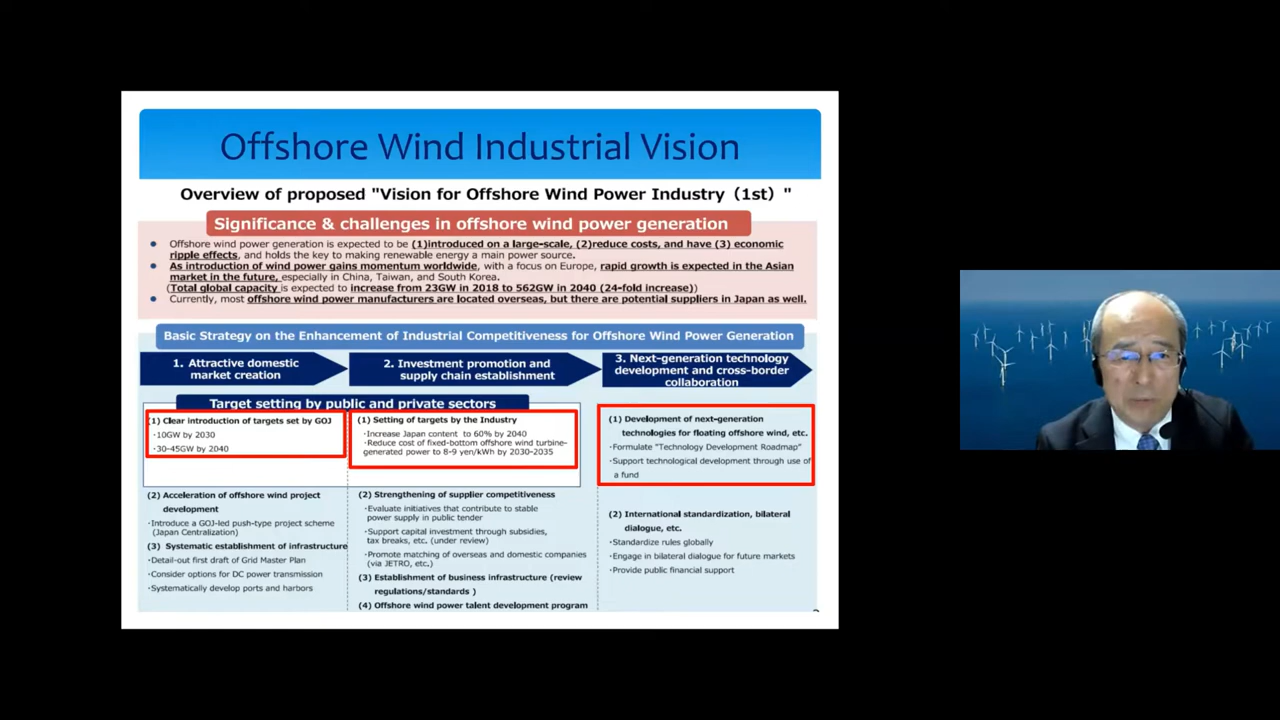 Offshore Wind Industrial Vision
Overview of proposed "Vision for Offshore Wind Power Industry（1st）"
Significance & challenges in offshore wind power generation
● Offshore wind power generation is expected to be (1)introduced on a large-scale, (2)reduce costs, and have (3) economic
ripple effects, and holds the key to making renewable energy a main power source.
● As introduction of wind power gains momentum worldwide, with a focus on Europe, rapid growth is expected in the Asian
market in the future, especially in China, Taiwan, and South Korea.
(Total global capacity is expected to increase from 23GW in 2018 to 562GW in 2040 (24-fold increase))
● Currently, most offshore wind power manufacturers are located overseas, but there are potential suppliers in Japan as well.
Basic Strategy on the Enhancement of Industrial Competitiveness for Offshore Wind Power Generation
1. Attractive domestic
market creation
2. Investment promotion and
supply chain establishment
3. Next-generation technology
development and cross-border
collaboration
Target setting by public and private sectors
(1) Clear introduction of targets set by GOJ
・10GW by 2030
・30-45GW by 2040
(2) Acceleration of offshore wind project
development
・Introduce a GOJ-led push-type project scheme
(Japan Centralization)
(3) Systematic establishment of infrastructure
・Detail-out first draft of Grid Master Plan
・Consider options for DC power transmission
・Systematically develop ports and harbors
(1) Setting of targets by the Industry
・Increase Japan content to 60% by 2040
・Reduce cost of fixed-bottom offshore wind turbine-
generated power to 8-9 yen/kWh by 2030-2035
(2) Strengthening of supplier competitiveness
・Evaluate initiatives that contribute to stable
power supply in public tender
・Support capital investment through subsidies,
tax breaks, etc. (under review)
・Promote matching of overseas and domestic companies
(via JETRO, etc.)
(3) Establishment of business infrastructure (review
regulations/standards )
(4) Offshore wind power talent development program
(1) Development of next-generation
technologies for floating offshore wind, etc.
・Formulate "Technology Development Roadmap"
・Support technological development through use of
a fund
(2) International standardization, bilateral
dialogue, etc.
・Standardize rules globally
・Engage in bilateral dialogue for future markets
・Provide public financial support